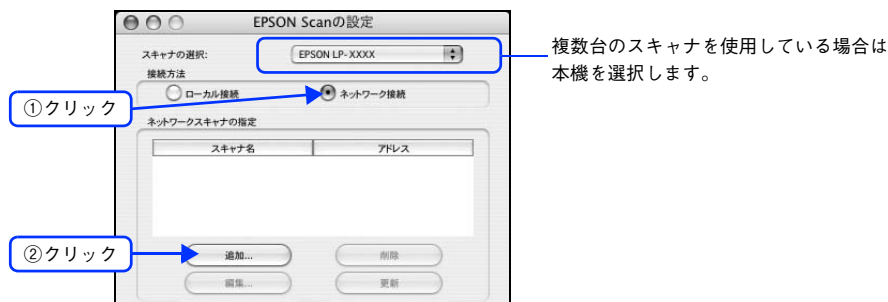 EPSON Scanの設定
スキャナの選択: EPSON LP-XXXX
複数台のスキャナを使用している場合は
本機を選択します。
接続方法
ローカル接続 ネットワーク接続
①クリック
ネットワークスキャナの指定
スキャナ名 アドレス
②クリック
追加... 削除
編集... 更新